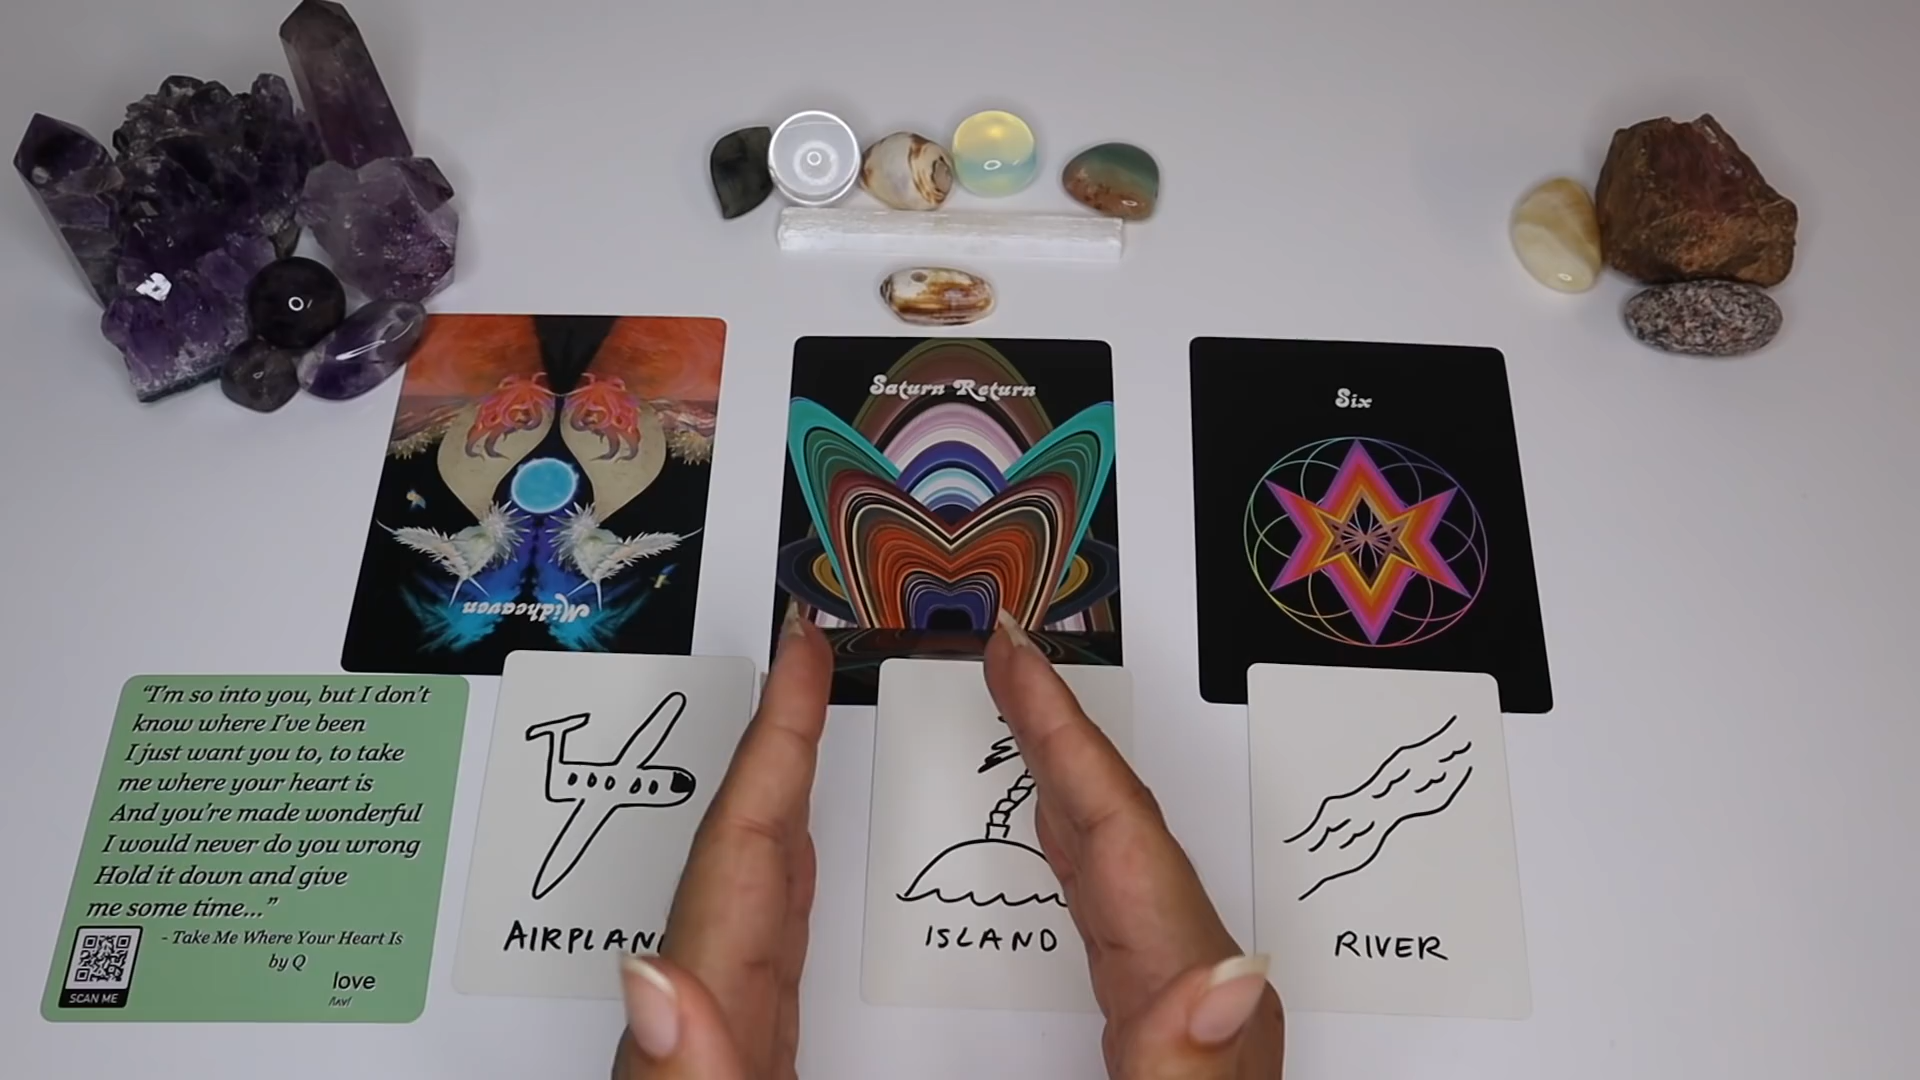 Midheaven
Saturn Return
Six
"I'm so into you, but I don't
know where I've been
I just want you to, to take
me where your heart is
And you're made wonderful
I would never do you wrong
Hold it down and give
me some time..."
- Take Me Where Your Heart Is
by Q
love
/lʌv/
SCAN ME
AIRPLAN
ISLAND
RIVER